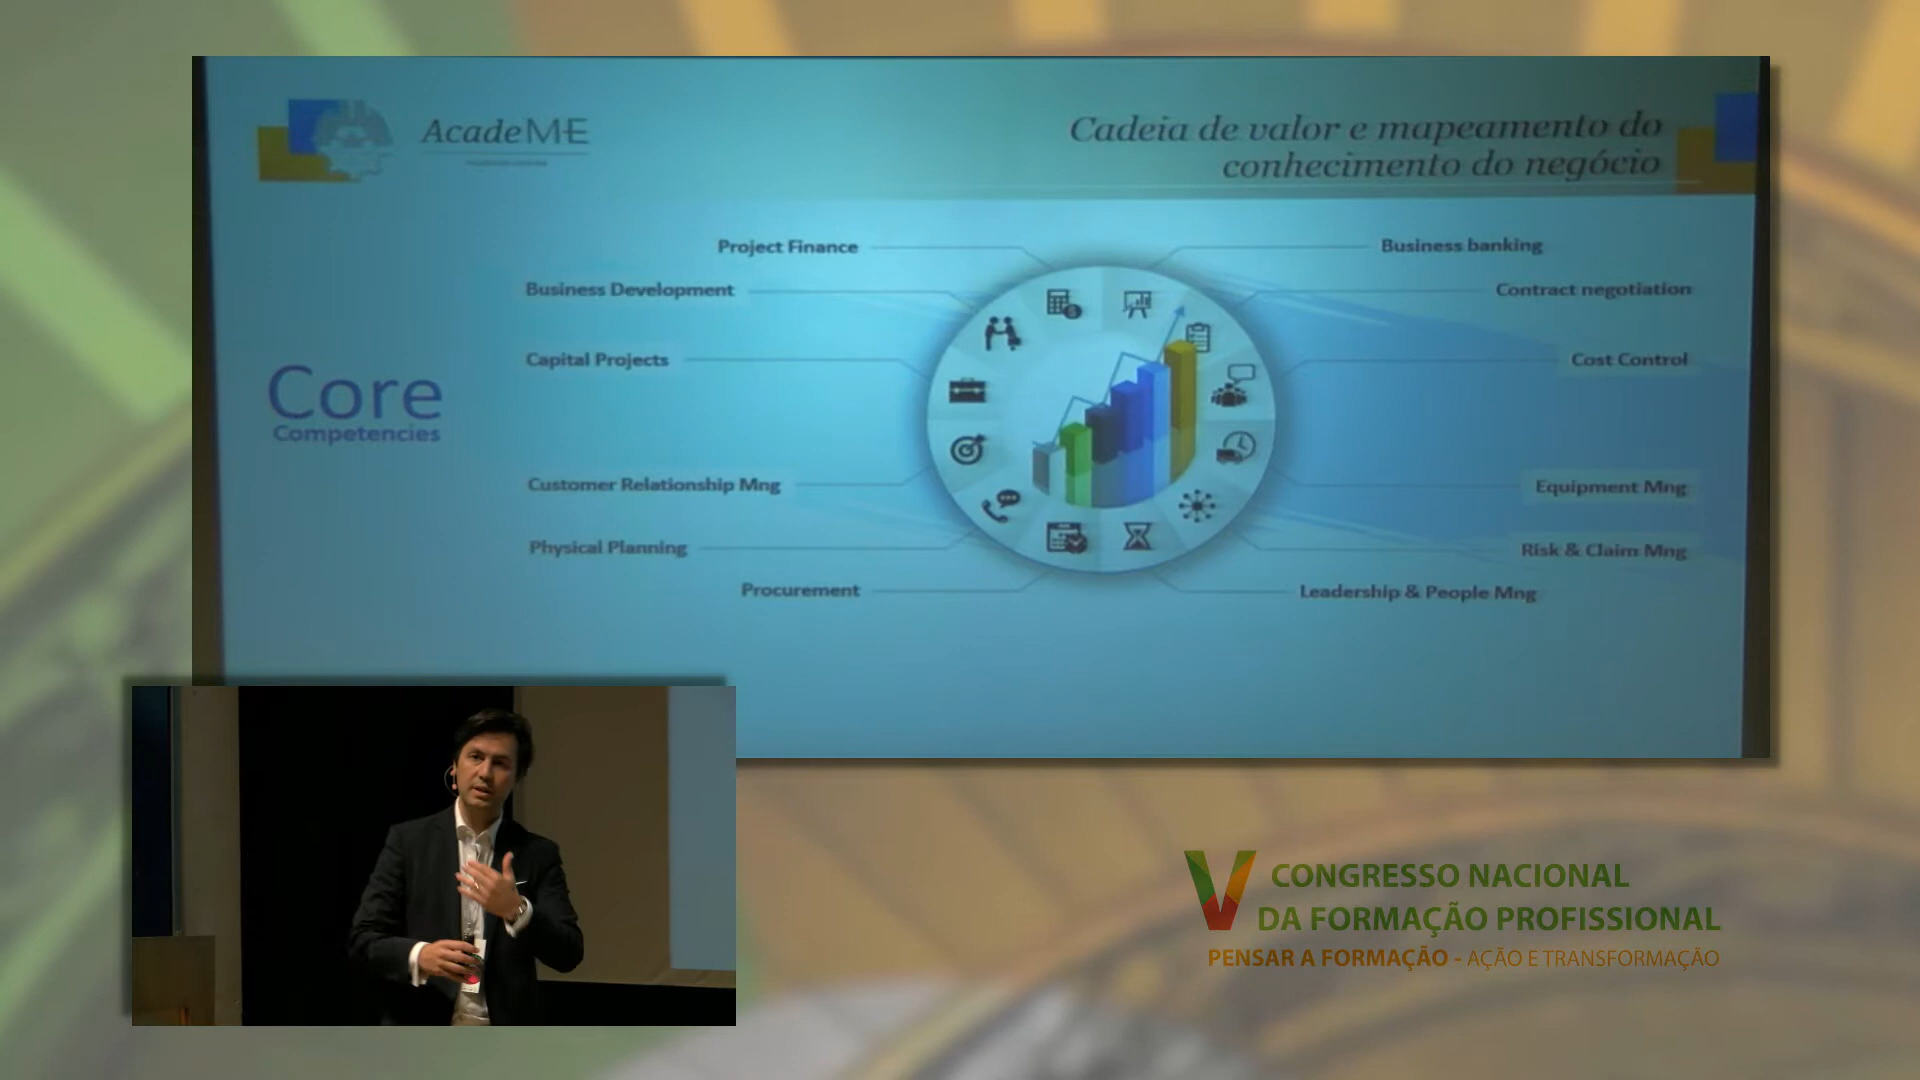 AcadeME
Cadeia de valor e mapeamento do
conhecimento do negócio
Project Finance
Business banking
Business Development
Contract negotiation
Capital Projects
Cost Control
Core
Competencies
Customer Relationship Mng
Equipment Mng
Physical Planning
Risk & Claim Mng
Procurement
Leadership & People Mng
V CONGRESSO NACIONAL
DA FORMAÇÃO PROFISSIONAL
PENSAR A FORMAÇÃO - AÇÃO E TRANSFORMAÇÃO